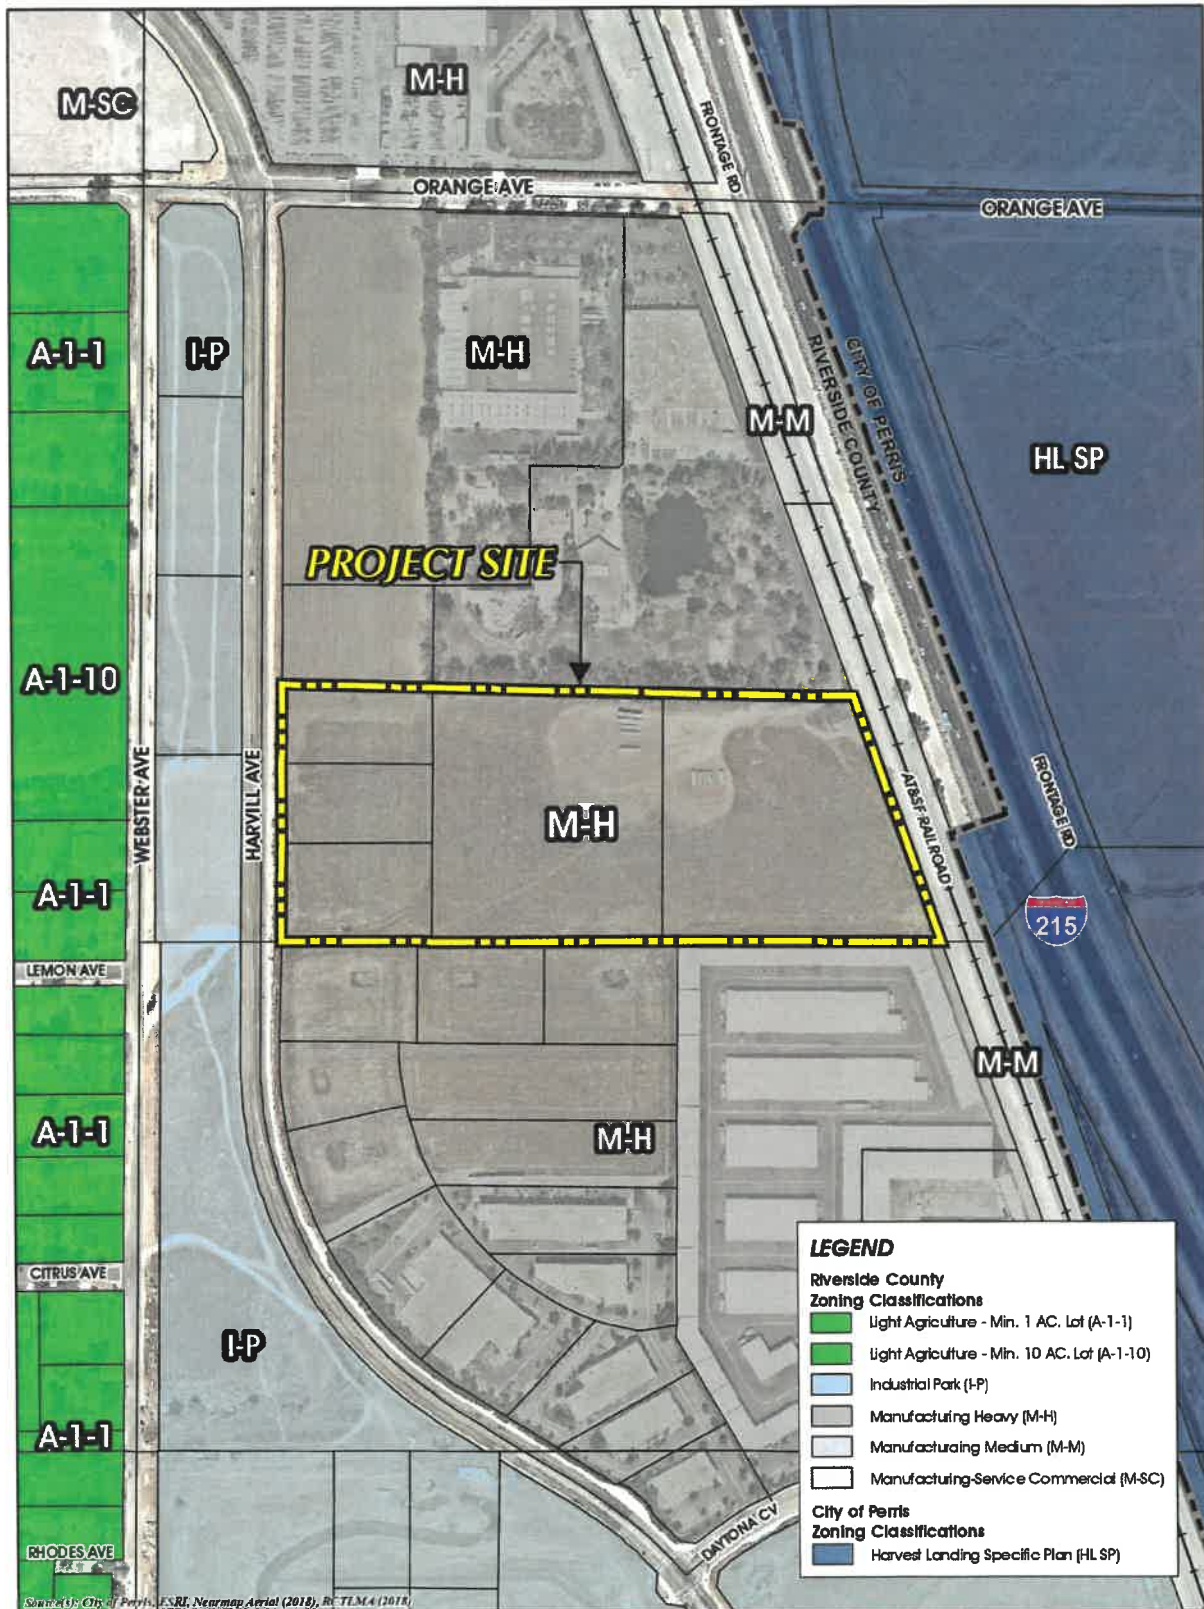 M-SC
M-H
FRONTAGE RD
ORANGE AVE
ORANGE AVE
A-1-1
I-P
M-H
M-M
CITY OF PERRIS
RIVERSIDE COUNTY
HL SP
PROJECT SITE
A-1-10
WEBSTER AVE
HARVILL AVE
M-H
AT&SF RAILROAD
FRONTAGE RD
A-1-1
215
LEMON AVE
M-M
A-1-1
M-H
CITRUS AVE
I-P
A-1-1
DAYTONA CV
RHODES AVE
LEGEND
Riverside County
Zoning Classifications
Light Agriculture - Min. 1 AC. Lot (A-1-1)
Light Agriculture - Min. 10 AC. Lot (A-1-10)
Industrial Park (I-P)
Manufacturing Heavy (M-H)
Manufacturaing Medium (M-M)
Manufacturing-Service Commercial (M-SC)
City of Perris
Zoning Classifications
Harvest Landing Specific Plan (HL SP)
Source(s): City of Perris, ESRI, Nearmap Aerial (2018), RCTLMA (2018)